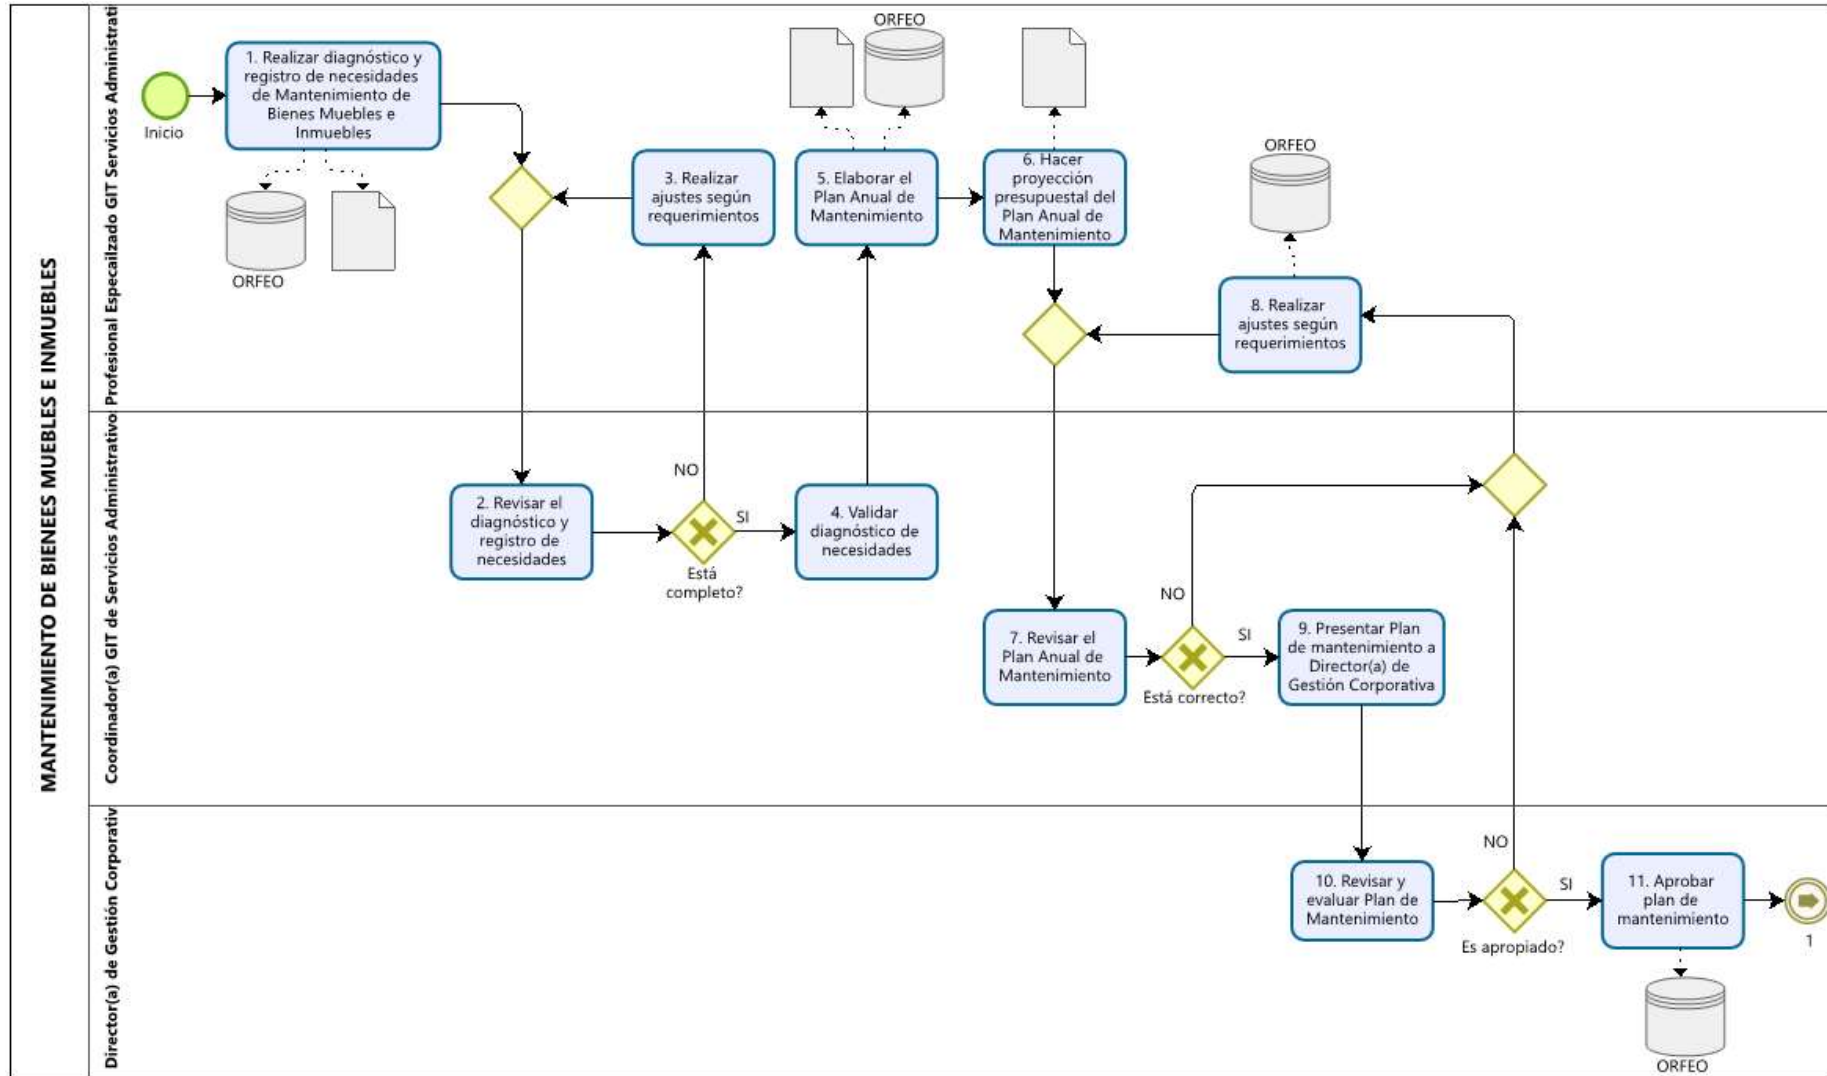 MANTENIMIENTO DE BIENEES MUEBLES E INMUEBLES
Profesional Especailzado GIT Servicios Administrati
Inicio
1. Realizar diagnóstico y
registro de necesidades
de Mantenimiento de
Bienes Muebles e
Inmuebles
ORFEO
3. Realizar
ajustes según
requerimientos
ORFEO
5. Elaborar el
Plan Anual de
Mantenimiento
6. Hacer
proyección
presupuestal del
Plan Anual de
Mantenimiento
ORFEO
8. Realizar
ajustes según
requerimientos
Coordinador(a) GIT de Servicios Administrativo
2. Revisar el
diagnóstico y
registro de
necesidades
NO
SI
Está
completo?
4. Validar
diagnóstico de
necesidades
7. Revisar el
Plan Anual de
Mantenimiento
NO
SI
Está correcto?
9. Presentar Plan
de mantenimiento a
Director(a) de
Gestión Corporativa
Director(a) de Gestión Corporativ
10. Revisar y
evaluar Plan de
Mantenimiento
NO
SI
Es apropiado?
11. Aprobar
plan de
mantenimiento
1
ORFEO